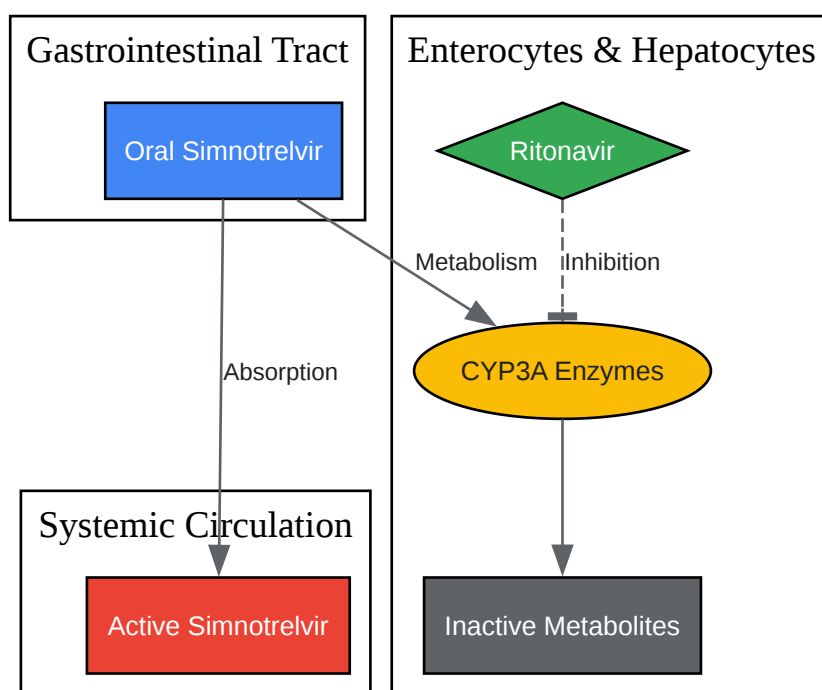 Gastrointestinal Tract
Enterocytes & Hepatocytes
Oral Simnotrelvir
Ritonavir
Metabolism
Inhibition
CYP3A Enzymes
Absorption
Systemic Circulation
Active Simnotrelvir
Inactive Metabolites